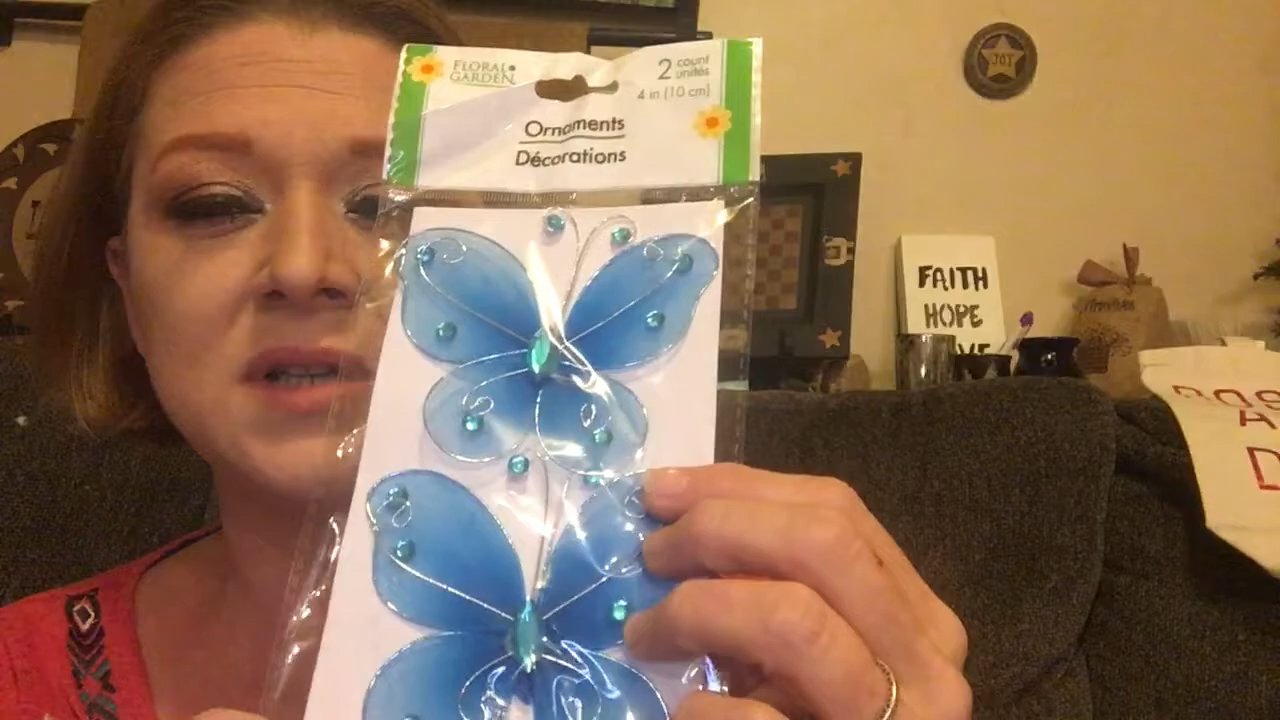 FLORAL
GARDEN
2 count
unités
4 in (10 cm)
Ornaments
Décorations
JOY
FAITH
HOPE